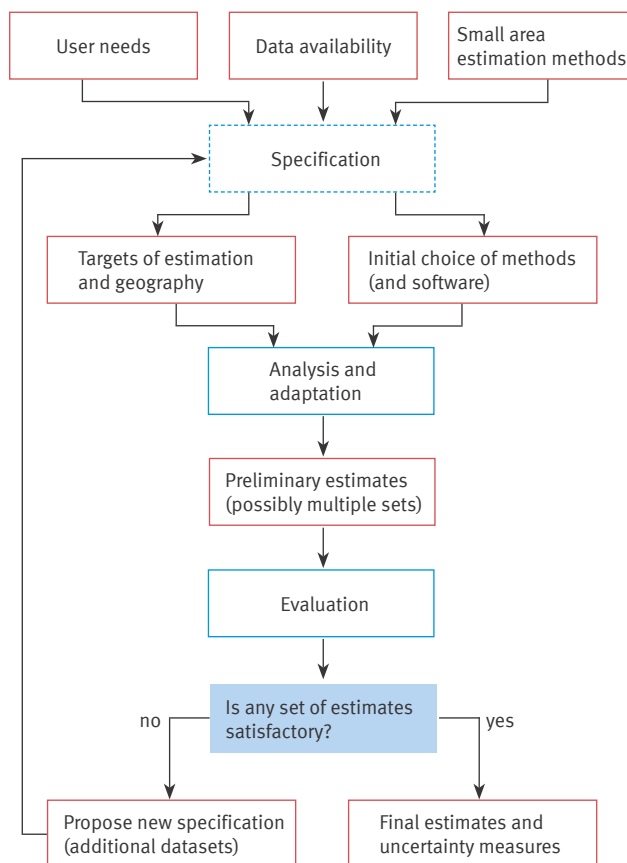 User needs
Data availability
Small area
estimation methods
Specification
Targets of estimation
and geography
Initial choice of methods
(and software)
Analysis and
adaptation
Preliminary estimates
(possibly multiple sets)
Evaluation
Is any set of estimates
satisfactory?
no
yes
Propose new specification
(additional datasets)
Final estimates and
uncertainty measures